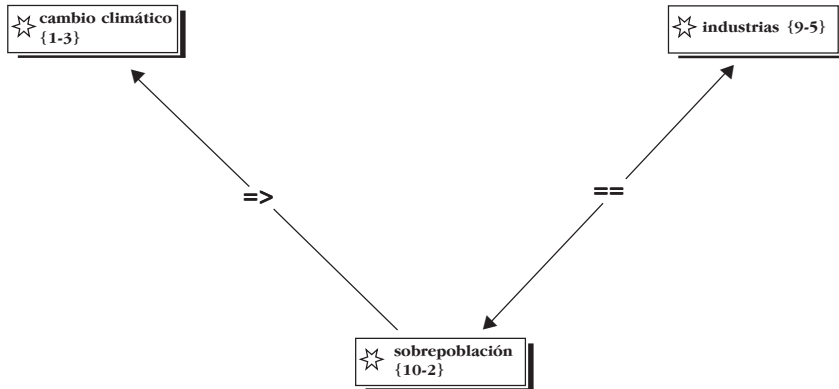 cambio climático
{1-3}
industrias {9-5}
=>
==
sobrepoblación
{10-2}